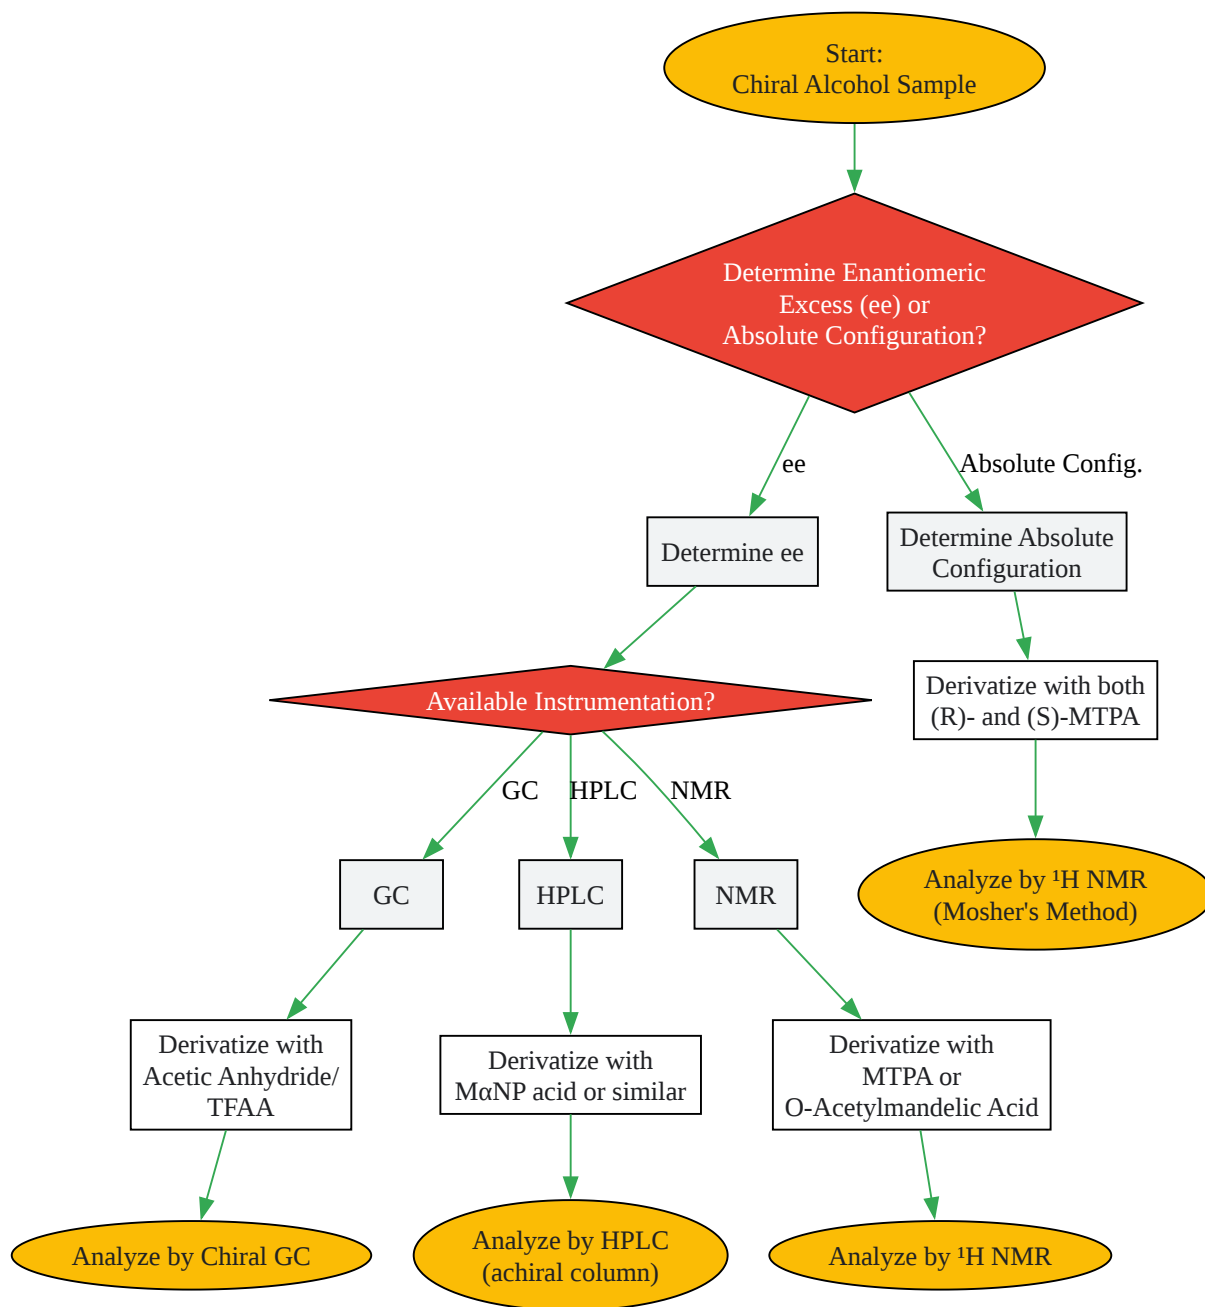 Start:
Chiral Alcohol Sample
Determine Enantiomeric
Excess (ee) or
Absolute Configuration?
ee
Absolute Config.
Determine ee
Determine Absolute
Configuration
Available Instrumentation?
Derivatize with both
(R)- and (S)-MTPA
GC
HPLC
NMR
GC
HPLC
NMR
Analyze by ¹H NMR
(Mosher's Method)
Derivatize with
Acetic Anhydride/
TFAA
Derivatize with
MαNP acid or similar
Derivatize with
MTPA or
O-Acetylmandelic Acid
Analyze by Chiral GC
Analyze by HPLC
(achiral column)
Analyze by ¹H NMR